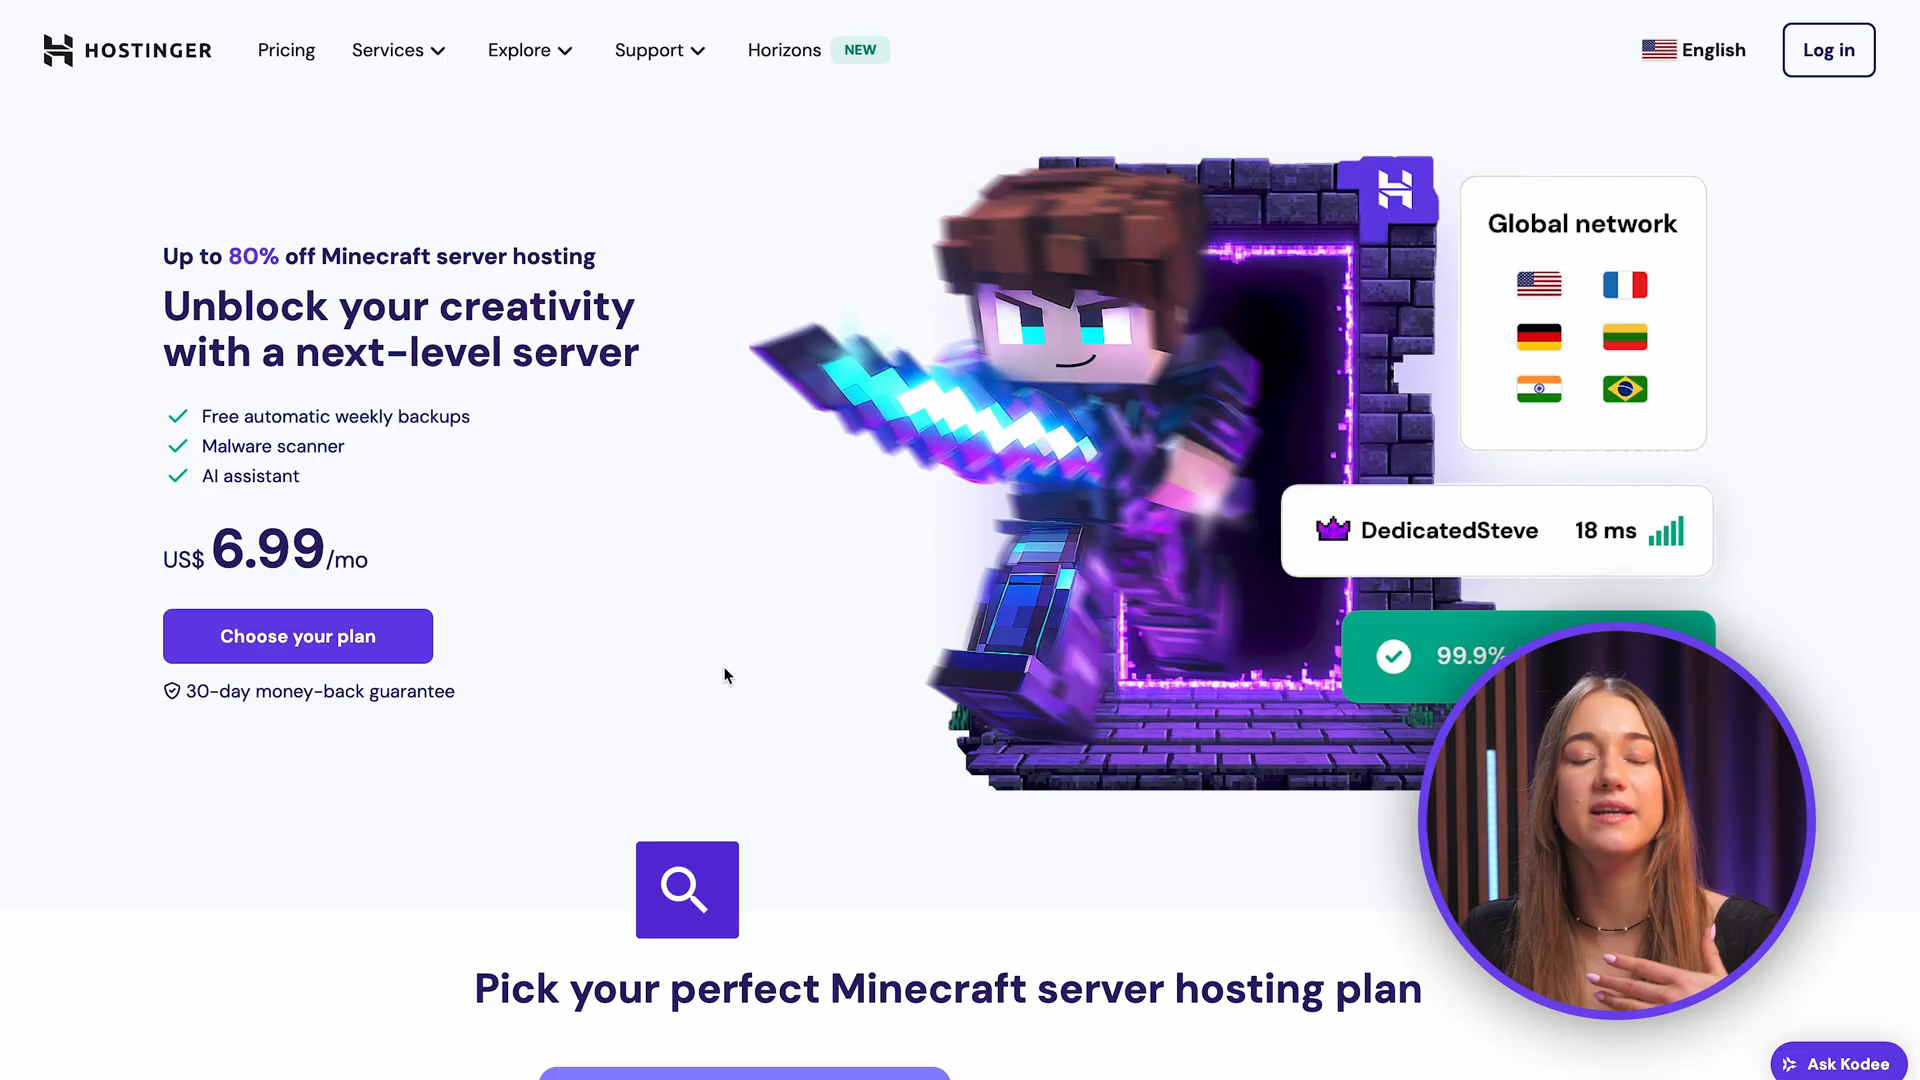 HOSTINGER
Pricing
Services
Explore
Support
Horizons NEW
English
Log in
Up to 80% off Minecraft server hosting
Unblock your creativity
with a next-level server
Free automatic weekly backups
Malware scanner
AI assistant
US$ 6.99/mo
Choose your plan
30-day money-back guarantee
Global network
DedicatedSteve 18 ms
99.9%
Pick your perfect Minecraft server hosting plan
Ask Kodee